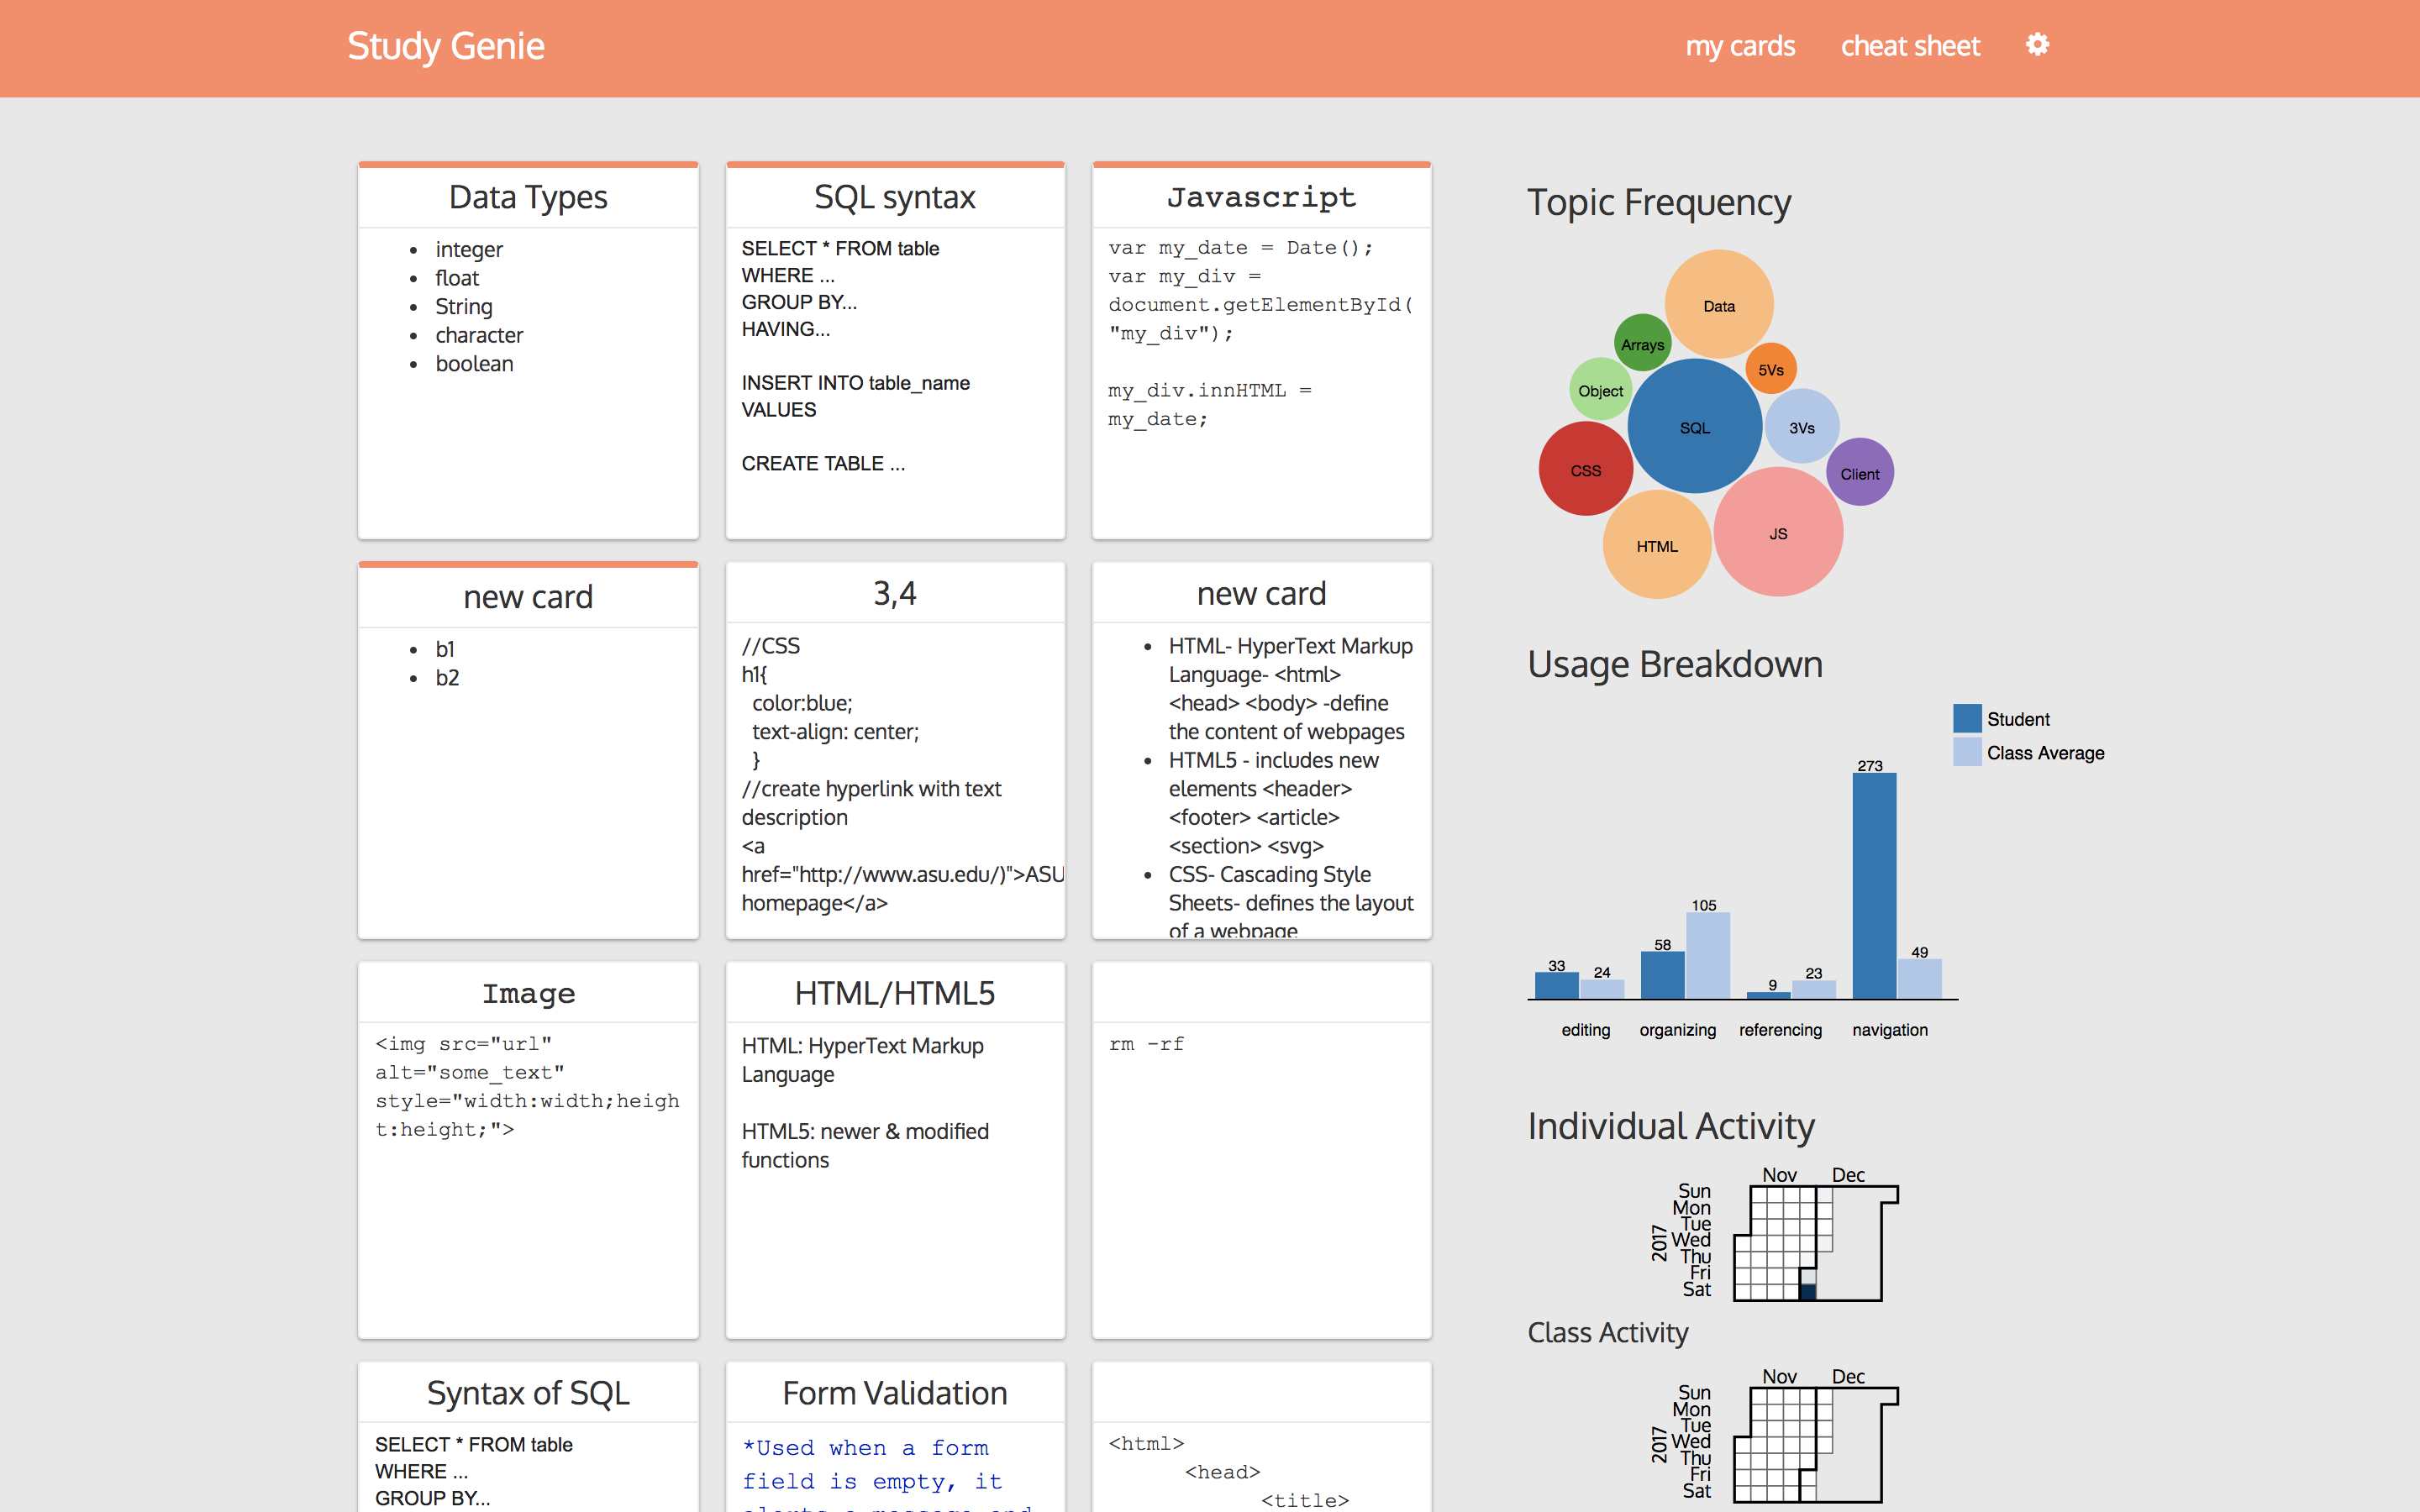 Study Genie
my cards
cheat sheet
Data Types
integer
float
String
character
boolean
SQL syntax
SELECT * FROM table
WHERE ...
GROUP BY...
HAVING...
INSERT INTO table_name
VALUES
CREATE TABLE ...
Javascript
var my_date = Date();
var my_div =
document.getElementById(
"my_div");
my_div.innHTML =
my_date;
new card
b1
b2
3,4
//CSS
h1{
color:blue;
text-align: center;
}
//create hyperlink with text
description
<a
href="http://www.asu.edu/)">ASU
homepage</a>
new card
HTML- HyperText Markup
Language- <html>
<head> <body> -define
the content of webpages
HTML5 - includes new
elements <header>
<footer> <article>
<section> <svg>
CSS- Cascading Style
Sheets- defines the layout
of a webpage
Image
<img src="url"
alt="some_text"
style="width:width;heigh
t:height;">
HTML/HTML5
HTML: HyperText Markup
Language
HTML5: newer & modified
functions
rm -rf
Syntax of SQL
SELECT * FROM table
WHERE ...
GROUP BY...
Form Validation
*Used when a form
field is empty, it
<html>
<head>
<title>
Topic Frequency
Data
Arrays
5Vs
Object
SQL
3Vs
CSS
Client
JS
HTML
Usage Breakdown
Student
Class Average
273
105
58
33
24
9
23
49
editing
organizing
referencing
navigation
Individual Activity
Nov Dec
2017
Sun
Mon
Tue
Wed
Thu
Fri
Sat
Class Activity
Nov Dec
2017
Sun
Mon
Tue
Wed
Thu
Fri
Sat